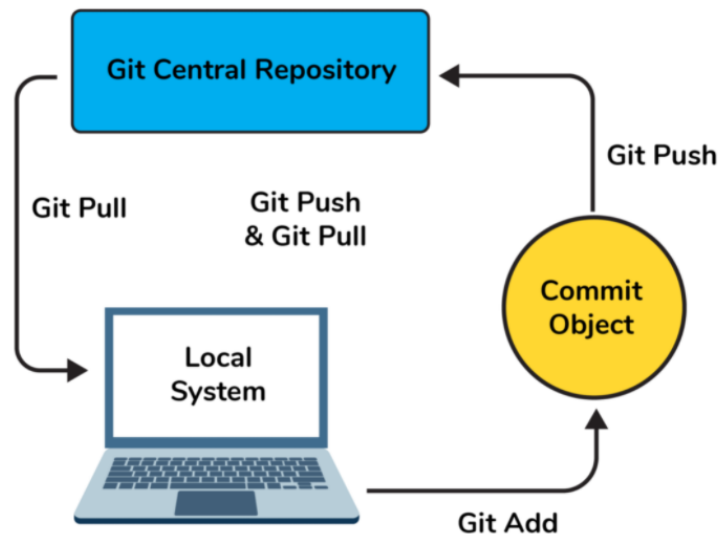 Git Central Repository
Git Push
Git Pull
Git Push
& Git Pull
Commit
Object
Local
System
Git Add